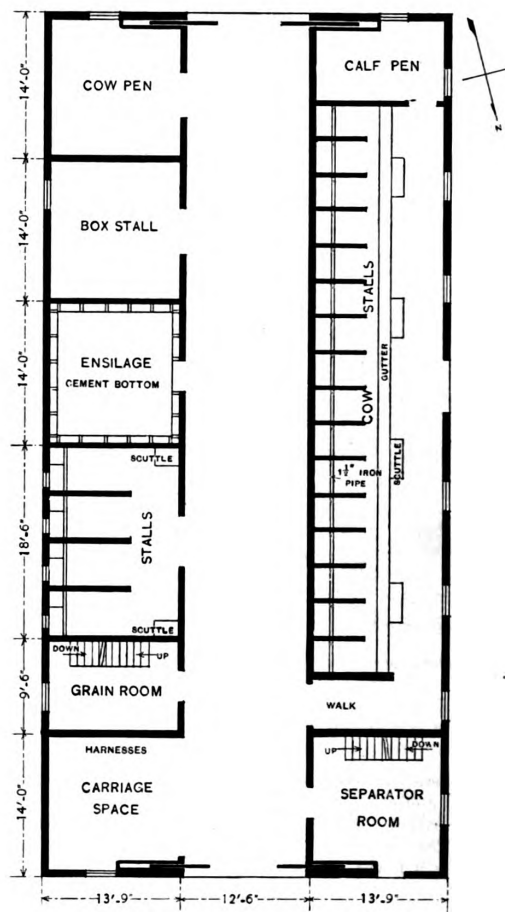 COW PEN
CALF PEN
z
14'-0"
BOX STALL
14'-0"
STALLS
COW
GUTTER
ENSILAGE
CEMENT BOTTOM
14'-0"
SCUTTLE
1½" IRON
PIPE
SCUTTLE
STALLS
18'-6"
SCUTTLE
DOWN
UP
GRAIN ROOM
9'-6"
WALK
HARNESSES
CARRIAGE
SPACE
14'-0"
UP
DOWN
SEPARATOR
ROOM
13'-9"
12'-6"
13'-9"